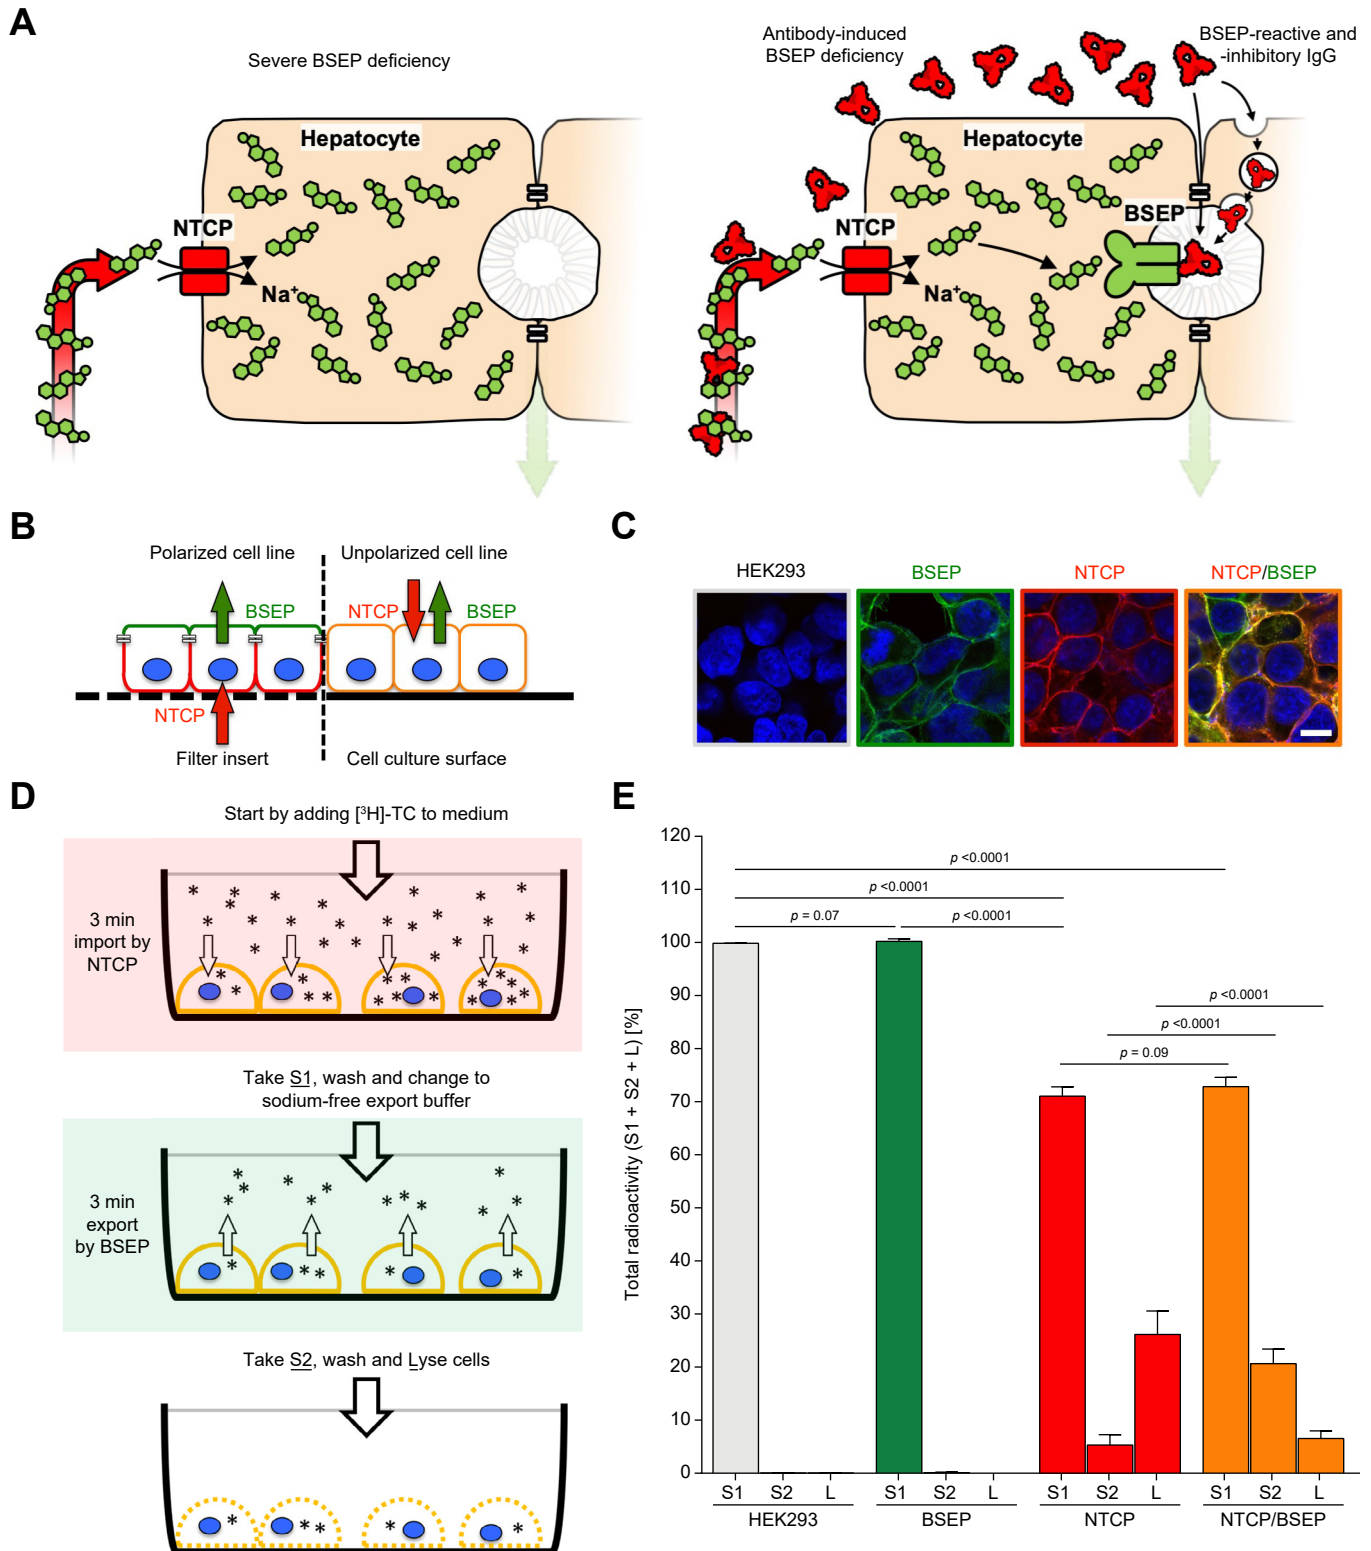 A
Severe BSEP deficiency
Hepatocyte
NTCP
Na⁺
Antibody-induced
BSEP deficiency
BSEP-reactive and
-inhibitory IgG
Hepatocyte
NTCP
BSEP
Na⁺
B
Polarized cell line
Unpolarized cell line
BSEP
NTCP
BSEP
NTCP
Filter insert
Cell culture surface
C
HEK293
BSEP
NTCP
NTCP/BSEP
D
Start by adding [³H]-TC to medium
3 min
import by
NTCP
Take S1, wash and change to
sodium-free export buffer
3 min
export
by BSEP
Take S2, wash and Lyse cells
E
Total radioactivity (S1 + S2 + L) [%]
120
110
100
90
80
70
60
50
40
30
20
10
0
p <0.0001
p <0.0001
p = 0.07
p <0.0001
p <0.0001
p <0.0001
p = 0.09
S1 S2 L S1 S2 L S1 S2 L S1 S2 L
HEK293 BSEP NTCP NTCP/BSEP